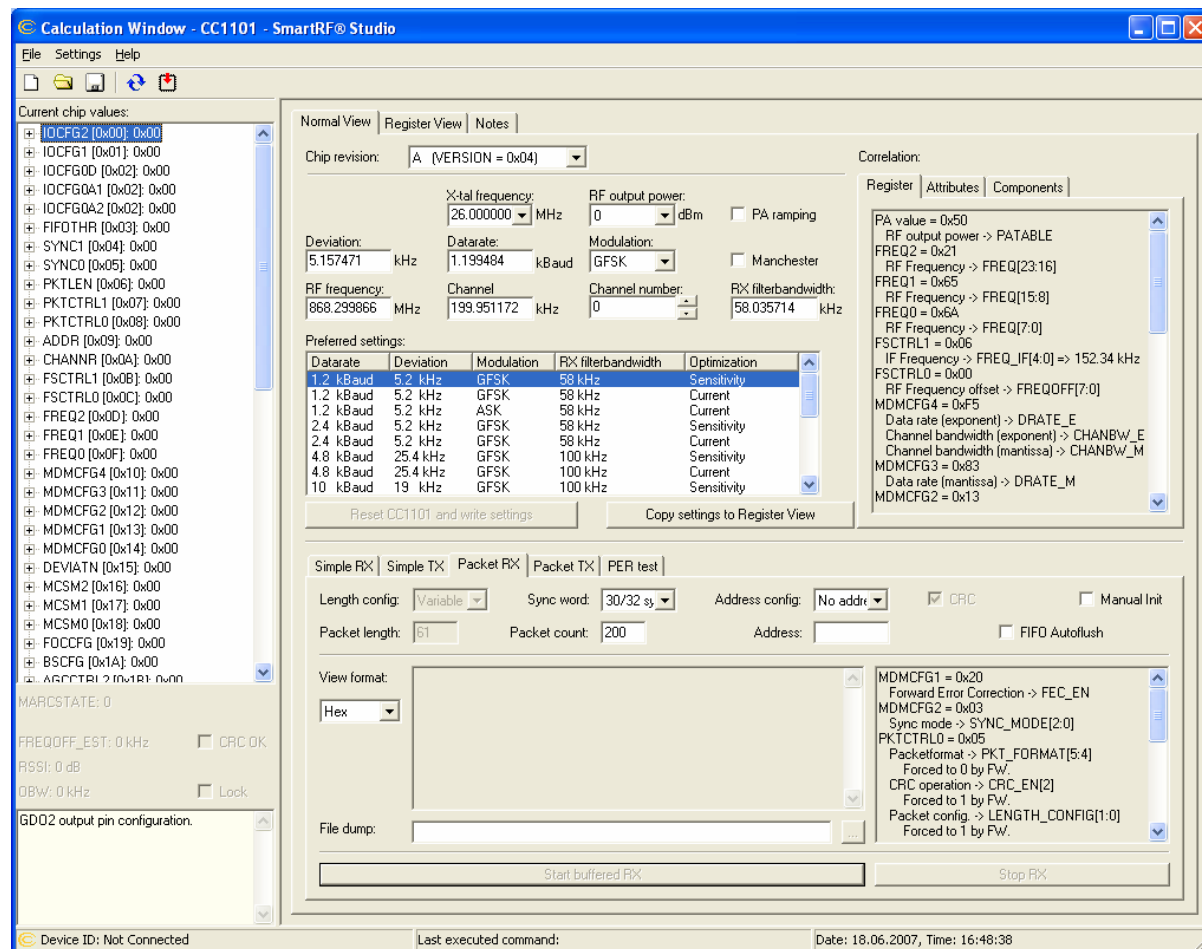 Calculation Window - CC1101 - SmartRF® Studio
File Settings Help
Current chip values:
IOCFG2 [0x00]: 0x00
IOCFG1 [0x01]: 0x00
IOCFG0D [0x02]: 0x00
IOCFG0A1 [0x02]: 0x00
IOCFG0A2 [0x02]: 0x00
FIFOTHR [0x03]: 0x00
SYNC1 [0x04]: 0x00
SYNC0 [0x05]: 0x00
PKTLEN [0x06]: 0x00
PKTCTRL1 [0x07]: 0x00
PKTCTRL0 [0x08]: 0x00
ADDR [0x09]: 0x00
CHANNR [0x0A]: 0x00
FSCTRL1 [0x0B]: 0x00
FSCTRL0 [0x0C]: 0x00
FREQ2 [0x0D]: 0x00
FREQ1 [0x0E]: 0x00
FREQ0 [0x0F]: 0x00
MDMCFG4 [0x10]: 0x00
MDMCFG3 [0x11]: 0x00
MDMCFG2 [0x12]: 0x00
MDMCFG1 [0x13]: 0x00
MDMCFG0 [0x14]: 0x00
DEVIATN [0x15]: 0x00
MCSM2 [0x16]: 0x00
MCSM1 [0x17]: 0x00
MCSM0 [0x18]: 0x00
FOCCFG [0x19]: 0x00
BSCFG [0x1A]: 0x00
AGCCTRL2 [0x1B]: 0x00
MARCSTATE: 0
FREQOFF_EST: 0 kHz CRC OK
RSSI: 0 dB
OBW: 0 kHz Lock
GDO2 output pin configuration.
Normal View Register View Notes
Chip revision: A (VERSION = 0x04)
X-tal frequency: RF output power:
26.000000 MHz 0 dBm PA ramping
Deviation: Datarate: Modulation:
5.157471 kHz 1.199484 kBaud GFSK Manchester
RF frequency: Channel Channel number: RX filterbandwidth:
868.299866 MHz 199.951172 kHz 0 58.035714 kHz
Preferred settings:
Datarate Deviation Modulation RX filterbandwidth Optimization
1.2 kBaud 5.2 kHz GFSK 58 kHz Sensitivity
1.2 kBaud 5.2 kHz GFSK 58 kHz Current
1.2 kBaud 5.2 kHz ASK 58 kHz Current
2.4 kBaud 5.2 kHz GFSK 58 kHz Sensitivity
2.4 kBaud 5.2 kHz GFSK 58 kHz Current
4.8 kBaud 25.4 kHz GFSK 100 kHz Sensitivity
4.8 kBaud 25.4 kHz GFSK 100 kHz Current
10 kBaud 19 kHz GFSK 100 kHz Sensitivity
Reset CC1101 and write settings Copy settings to Register View
Correlation:
Register Attributes Components
PA value = 0x50
RF output power -> PATABLE
FREQ2 = 0x21
RF Frequency -> FREQ[23:16]
FREQ1 = 0x65
RF Frequency -> FREQ[15:8]
FREQ0 = 0x6A
RF Frequency -> FREQ[7:0]
FSCTRL1 = 0x06
IF Frequency -> FREQ_IF[4:0] => 152.34 kHz
FSCTRL0 = 0x00
RF Frequency offset -> FREQOFF[7:0]
MDMCFG4 = 0xF5
Data rate (exponent) -> DRATE_E
Channel bandwidth (exponent) -> CHANBW_E
Channel bandwidth (mantissa) -> CHANBW_M
MDMCFG3 = 0x83
Data rate (mantissa) -> DRATE_M
MDMCFG2 = 0x13
Simple RX Simple TX Packet RX Packet TX PER test
Length config: Variable Sync word: 30/32 sy Address config: No addre CRC Manual Init
Packet length: 61 Packet count: 200 Address: FIFO Autoflush
View format:
Hex
File dump: ...
MDMCFG1 = 0x20
Forward Error Correction -> FEC_EN
MDMCFG2 = 0x03
Sync mode -> SYNC_MODE[2:0]
PKTCTRL0 = 0x05
Packetformat -> PKT_FORMAT[5:4]
Forced to 0 by FW.
CRC operation -> CRC_EN[2]
Forced to 1 by FW.
Packet config. -> LENGTH_CONFIG[1:0]
Forced to 1 by FW.
Start buffered RX Stop RX
Device ID: Not Connected Last executed command: Date: 18.06.2007, Time: 16:48:38